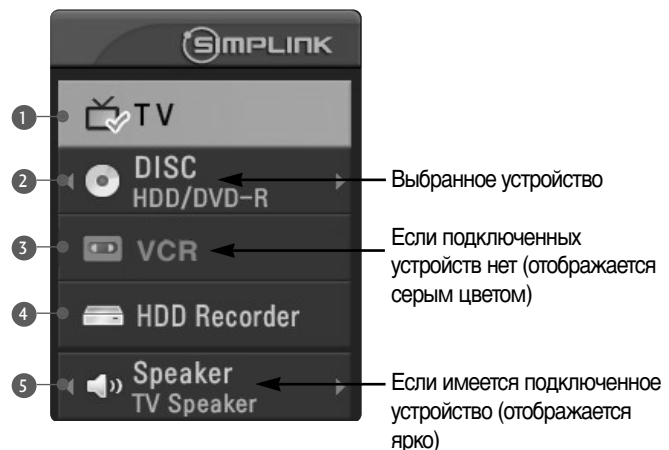 SIMPLINK
1 TV
2 DISC
HDD/DVD-R
Выбранное устройство
3 VCR
Если подключенных
устройств нет (отображается
серым цветом)
4 HDD Recorder
5 Speaker
TV Speaker
Если имеется подключенное
устройство (отображается
ярко)